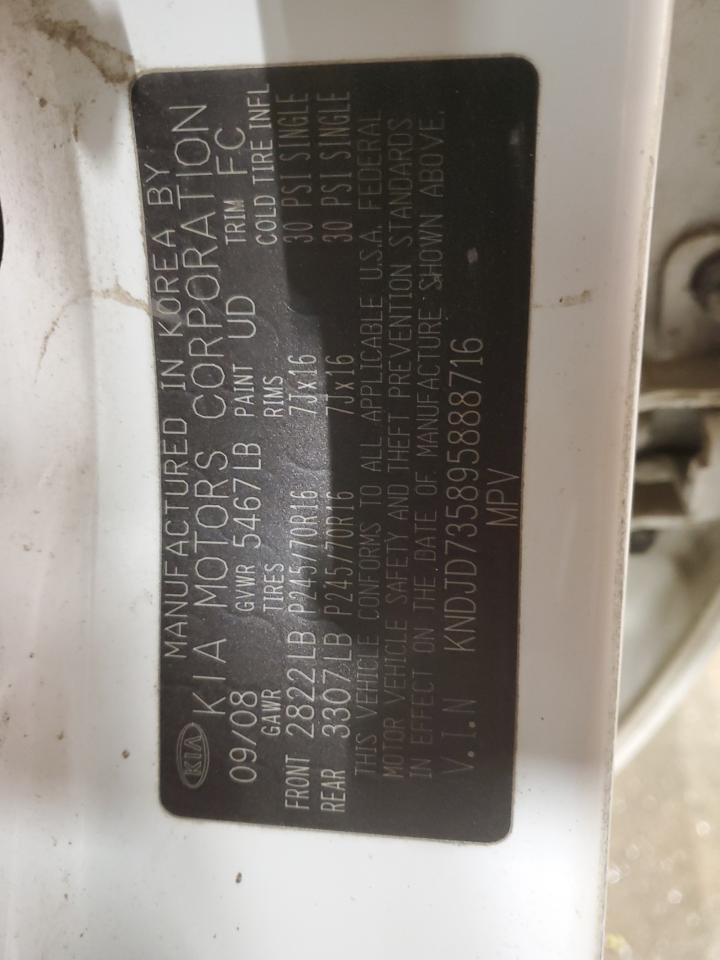 KIA
MANUFACTURED IN KOREA BY
KIA MOTORS CORPORATION
09/08 GVWR 5467LB PAINT UD TRIM FC
GAWR TIRES RIMS COLD TIRE INFL
FRONT 2822LB P245/70R16 7Jx16 30 PSI SINGLE
REAR 3307LB P245/70R16 7Jx16 30 PSI SINGLE
THIS VEHICLE CONFORMS TO ALL APPLICABLE U.S.A. FEDERAL
MOTOR VEHICLE SAFETY AND THEFT PREVENTION STANDARDS
IN EFFECT ON THE DATE OF MANUFACTURE SHOWN ABOVE.
V.I.N KNDJD735895888716
MPV